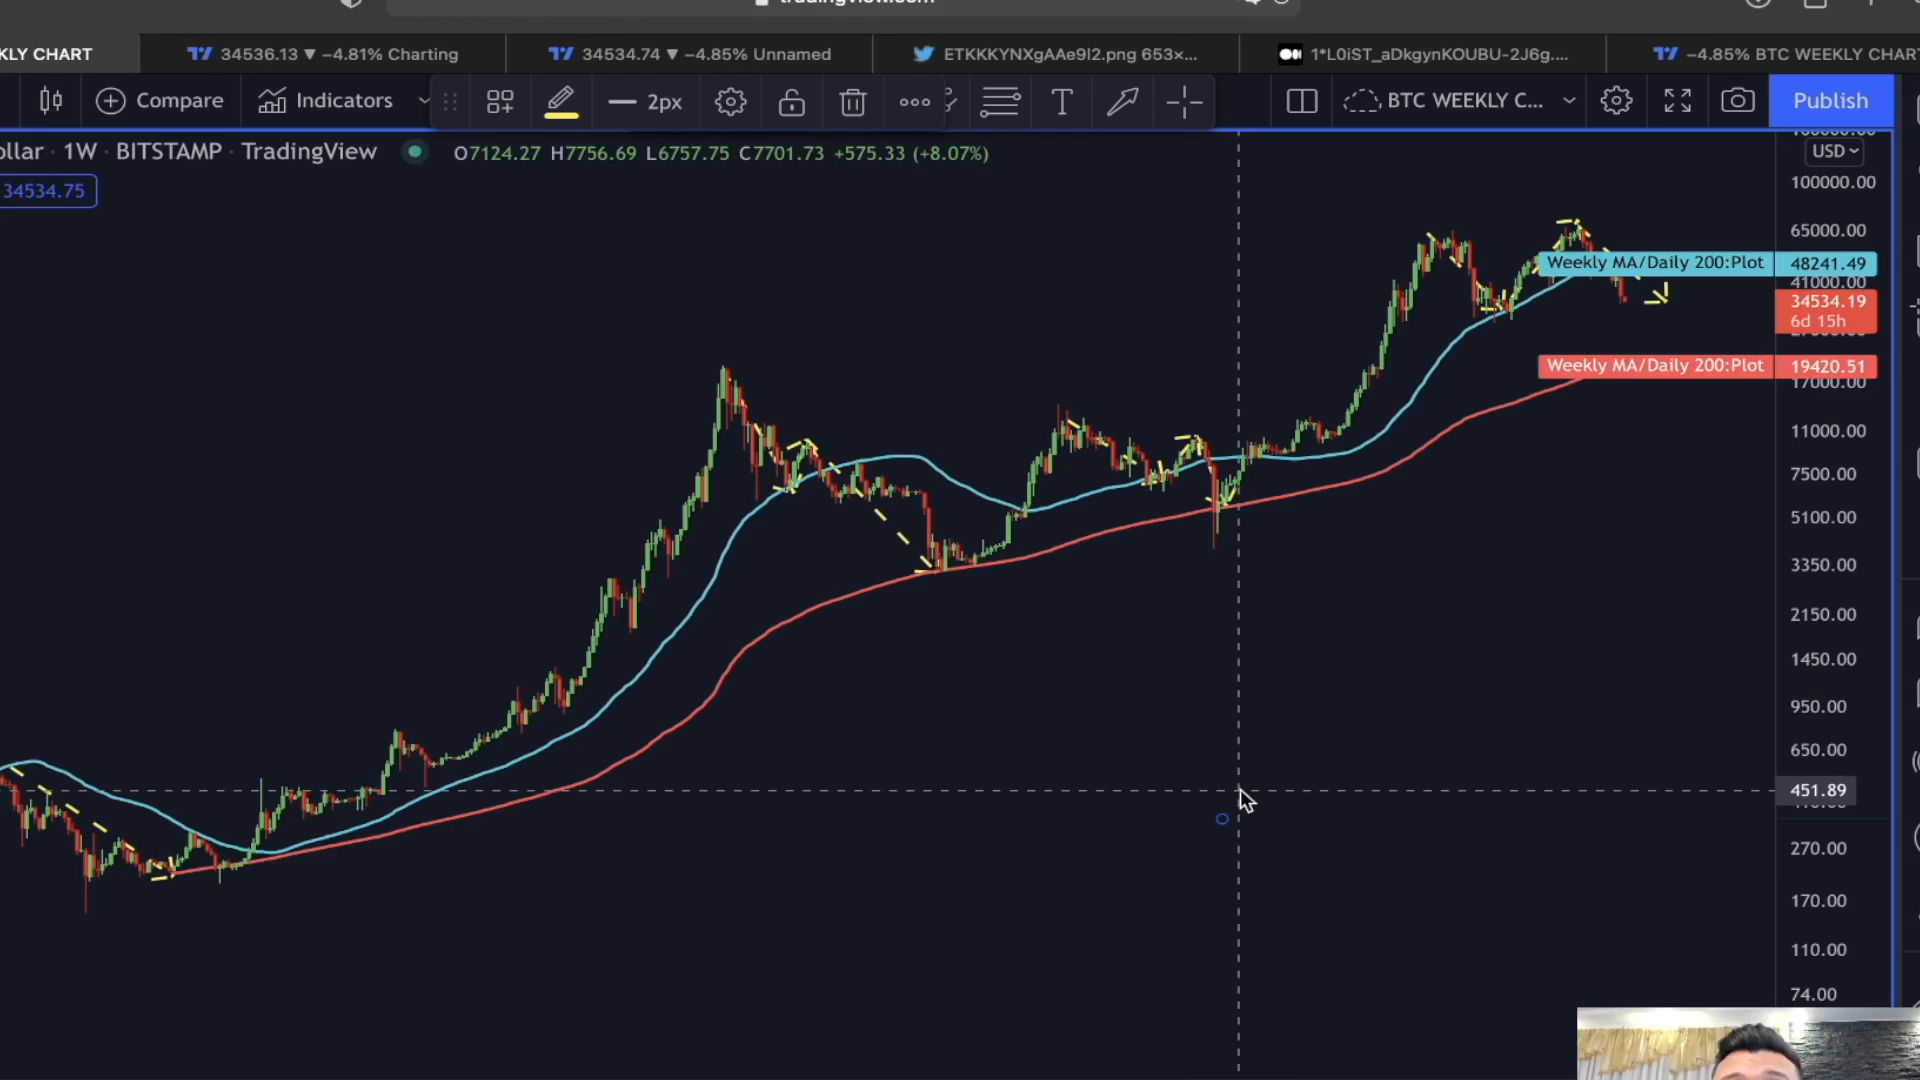 KLY CHART
34536.13 ▼ −4.81% Charting
34534.74 ▼ −4.85% Unnamed
ETKKKYNXgAAe9l2.png 653×...
1*L0iST_aDkgynKOUBU-2J6g....
−4.85% BTC WEEKLY CHART
Compare
Indicators
2px
T
BTC WEEKLY C...
Publish
ollar · 1W · BITSTAMP · TradingView
O7124.27 H7756.69 L6757.75 C7701.73 +575.33 (+8.07%)
USD
34534.75
100000.00
65000.00
Weekly MA/Daily 200:Plot 48241.49
41000.00
34534.19
6d 15h
Weekly MA/Daily 200:Plot 19420.51
17000.00
11000.00
7500.00
5100.00
3350.00
2150.00
1450.00
950.00
650.00
451.89
270.00
170.00
110.00
74.00